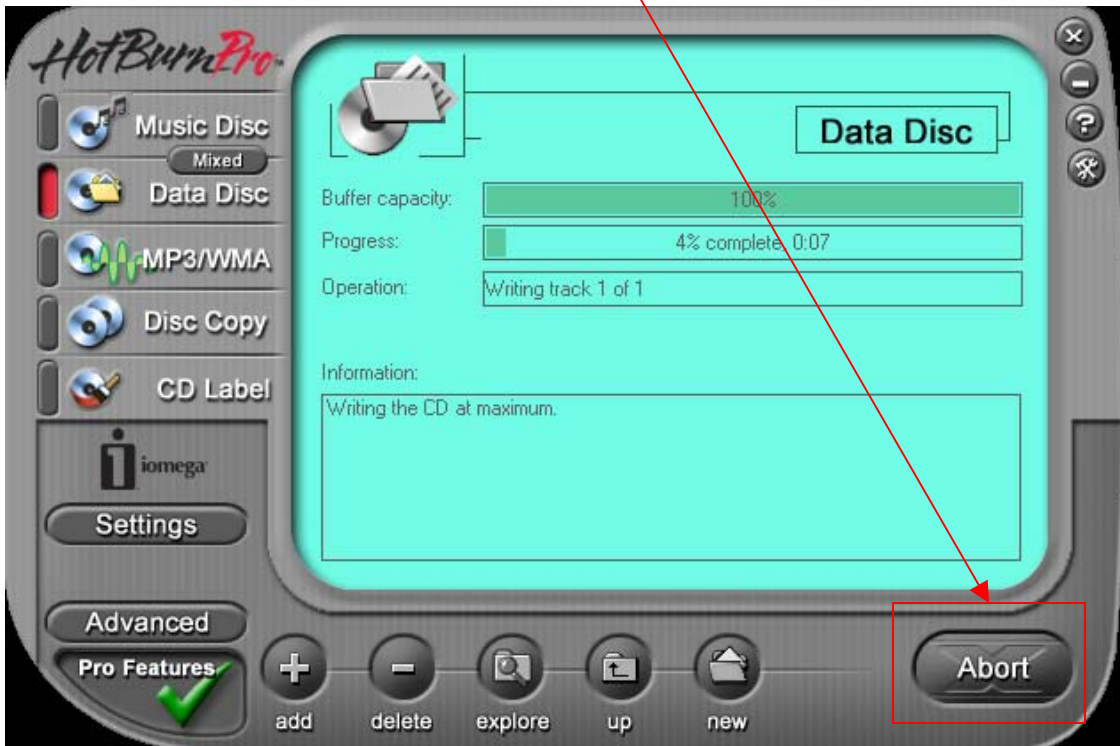 HotBurnPro™
Music Disc
Mixed
Data Disc
MP3/WMA
Disc Copy
CD Label
iomega
Settings
Advanced
Pro Features
Data Disc
Buffer capacity: 100%
Progress: 4% complete, 0:07
Operation: Writing track 1 of 1
Information:
Writing the CD at maximum.
?
add delete explore up new
Abort